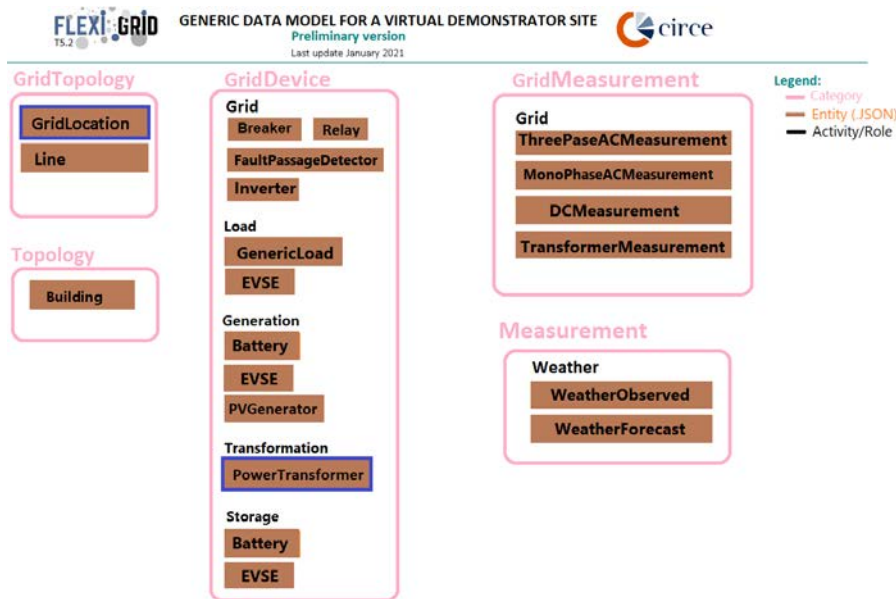 FLEXI GRID
T5.2
GENERIC DATA MODEL FOR A VIRTUAL DEMONSTRATOR SITE
Preliminary version
Last update January 2021
circe
GridTopology
GridLocation
Line
Topology
Building
GridDevice
Grid
Breaker
Relay
FaultPassageDetector
Inverter
Load
GenericLoad
EVSE
Generation
Battery
EVSE
PVGenerator
Transformation
PowerTransformer
Storage
Battery
EVSE
GridMeasurement
Grid
ThreePaseACMeasurement
MonoPhaseACMeasurement
DCMeasurement
TransformerMeasurement
Measurement
Weather
WeatherObserved
WeatherForecast
Legend:
Category
Entity (.JSON)
Activity/Role